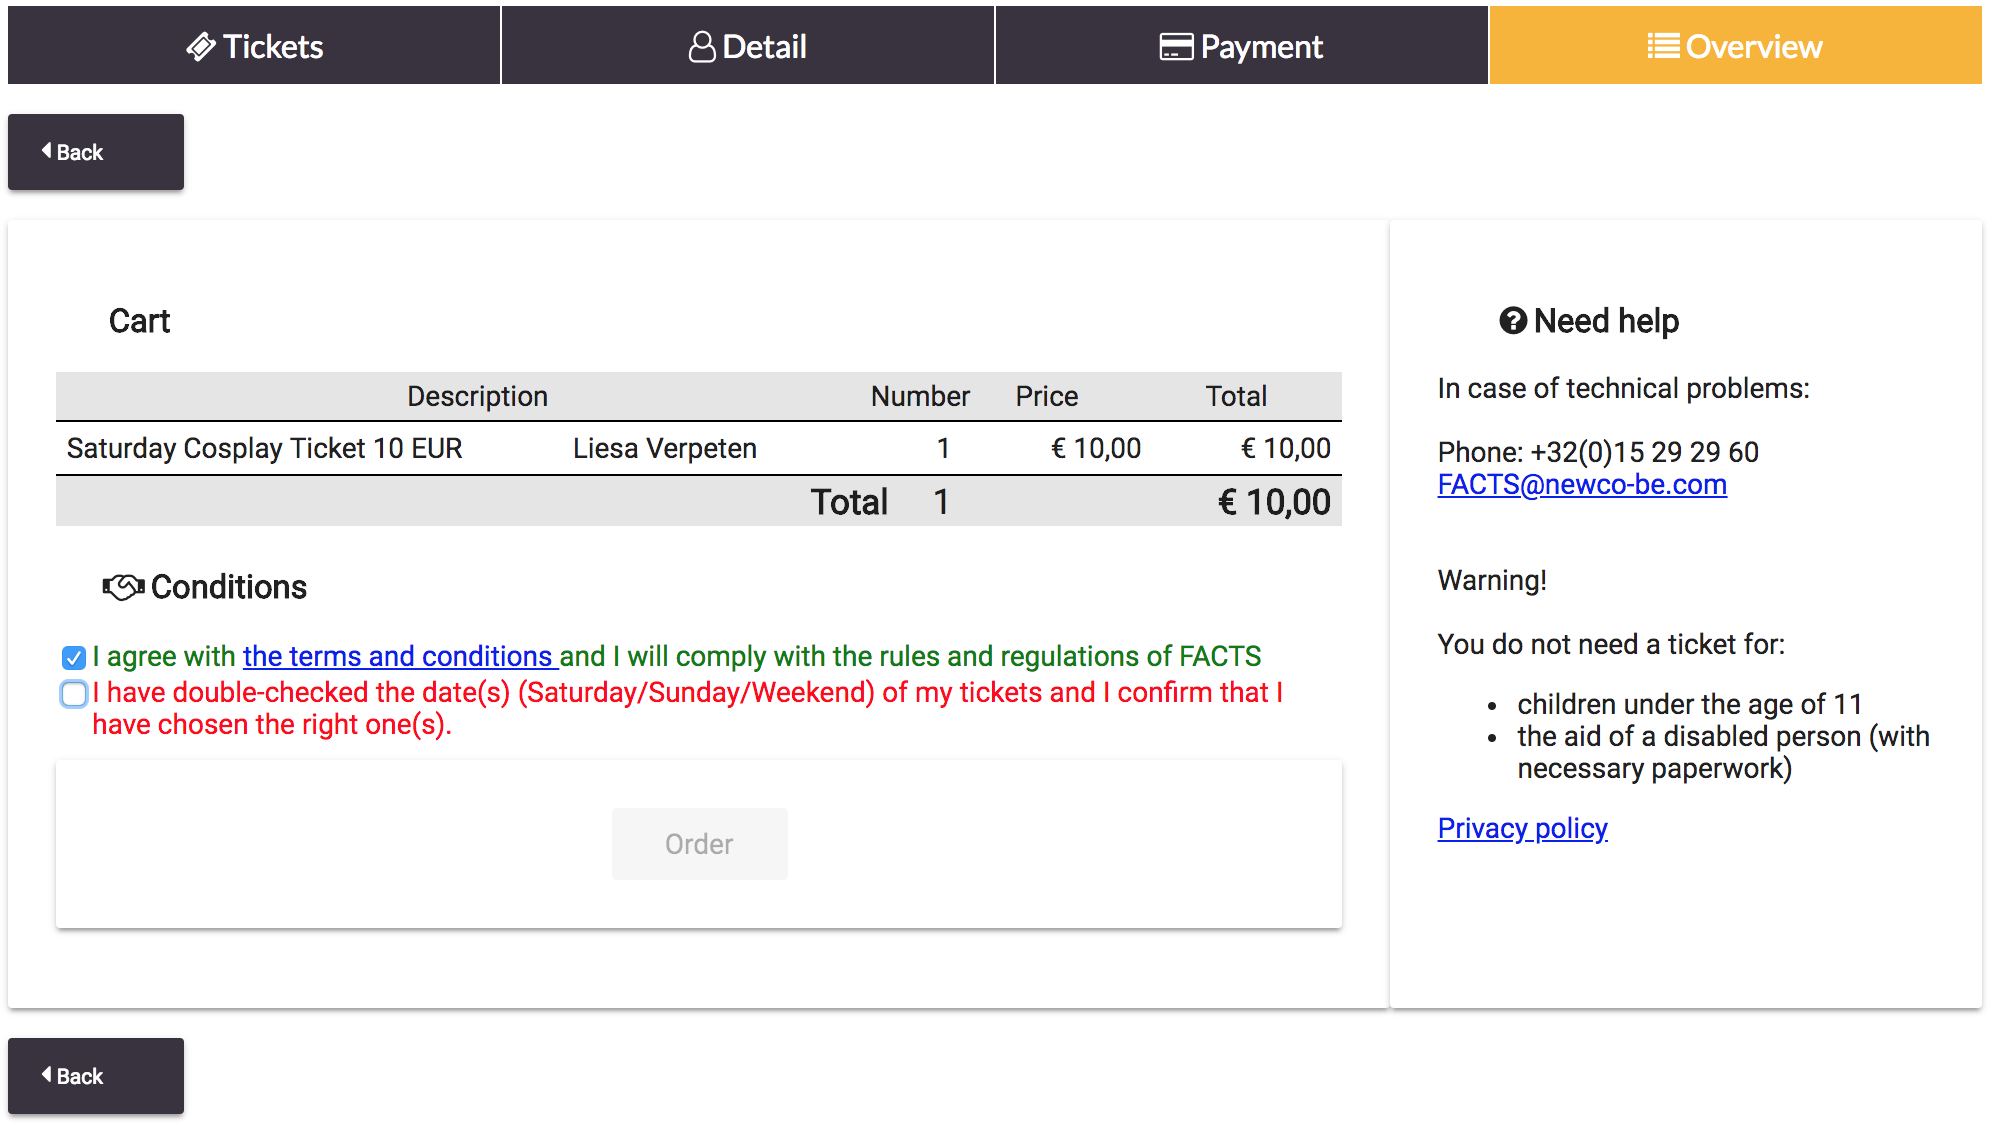 Tickets
Detail
Payment
Overview
Back
Cart
Description Number Price Total
Saturday Cosplay Ticket 10 EUR Liesa Verpeten 1 € 10,00 € 10,00
Total 1 € 10,00
Conditions
I agree with the terms and conditions and I will comply with the rules and regulations of FACTS
I have double-checked the date(s) (Saturday/Sunday/Weekend) of my tickets and I confirm that I
have chosen the right one(s).
Order
Need help
In case of technical problems:
Phone: +32(0)15 29 29 60
FACTS@newco-be.com
Warning!
You do not need a ticket for:
• children under the age of 11
• the aid of a disabled person (with
necessary paperwork)
Privacy policy
Back